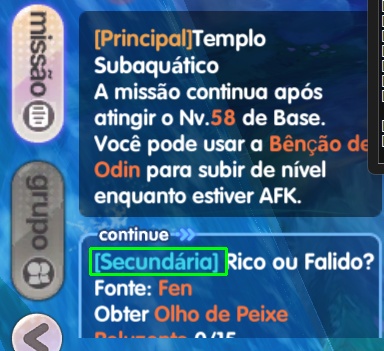 missão
grupo
[Principal]Templo
Subaquático
A missão continua após
atingir o Nv.58 de Base.
Você pode usar a Bênção de
Odin para subir de nível
enquanto estiver AFK.
continue
[Secundária] Rico ou Falido?
Fonte: Fen
Obter Olho de Peixe